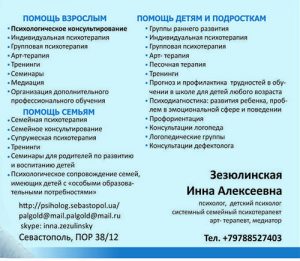 ПОМОЩЬ ВЗРОСЛЫМ
• Психологическое консультирование
• Индивидуальная психотерапия
• Групповая психотерапия
• Арт-терапия
• Тренинги
• Семинары
• Медиация
• Организация дополнительного
профессионального обучения
ПОМОЩЬ СЕМЬЯМ
• Семейная психотерапия
• Семейное консультирование
• Супружеская психотерапия
• Тренинги
• Семинары для родителей по развитию
и воспитанию детей
• Психологическое сопровождение семей,
имеющих детей с «особыми образова-
тельными потребностями»
http://psiholog.sebastopol.ua/
palgold@mail.palgold@mail.ru
skype: inna.zezulinsky
Севастополь, ПОР 38/12
ПОМОЩЬ ДЕТЯМ И ПОДРОСТКАМ
• Группы раннего развития
• Индивидуальная психотерапия
• Групповая психотерапия
• Арт- терапия
• Песочная терапия
• Тренинги
• Прогноз и профилактика трудностей в обу-
чении в школе для детей любого возраста
• Психодиагностика: развития ребенка, проб-
лем в эмоциональной сфере и поведении
• Профориентация
• Консультации логопеда
• Логопедические группы
• Консультации дефектолога
Зезюлинская
Инна Алексеевна
психолог, детский психолог
системный семейный психотерапевт
арт- терапевт, медиатор
Тел. +79788527403